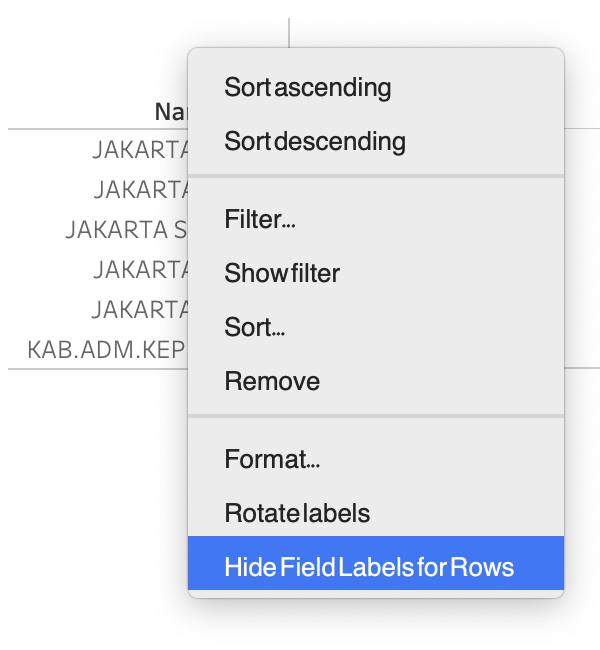 Sort ascending
Sort descending
Filter...
Show filter
Sort...
Remove
Format...
Rotate labels
Hide Field Labels for Rows
JAKARTA
JAKARTA
JAKARTA S
JAKARTA
JAKARTA
KAB.ADM.KEP